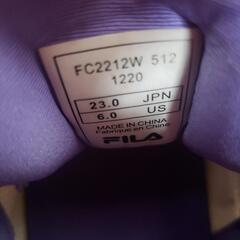 FC2212W 512
1220
23.0 JPN
6.0 US
MADE IN CHINA
Fabriqué en Chine
FILA